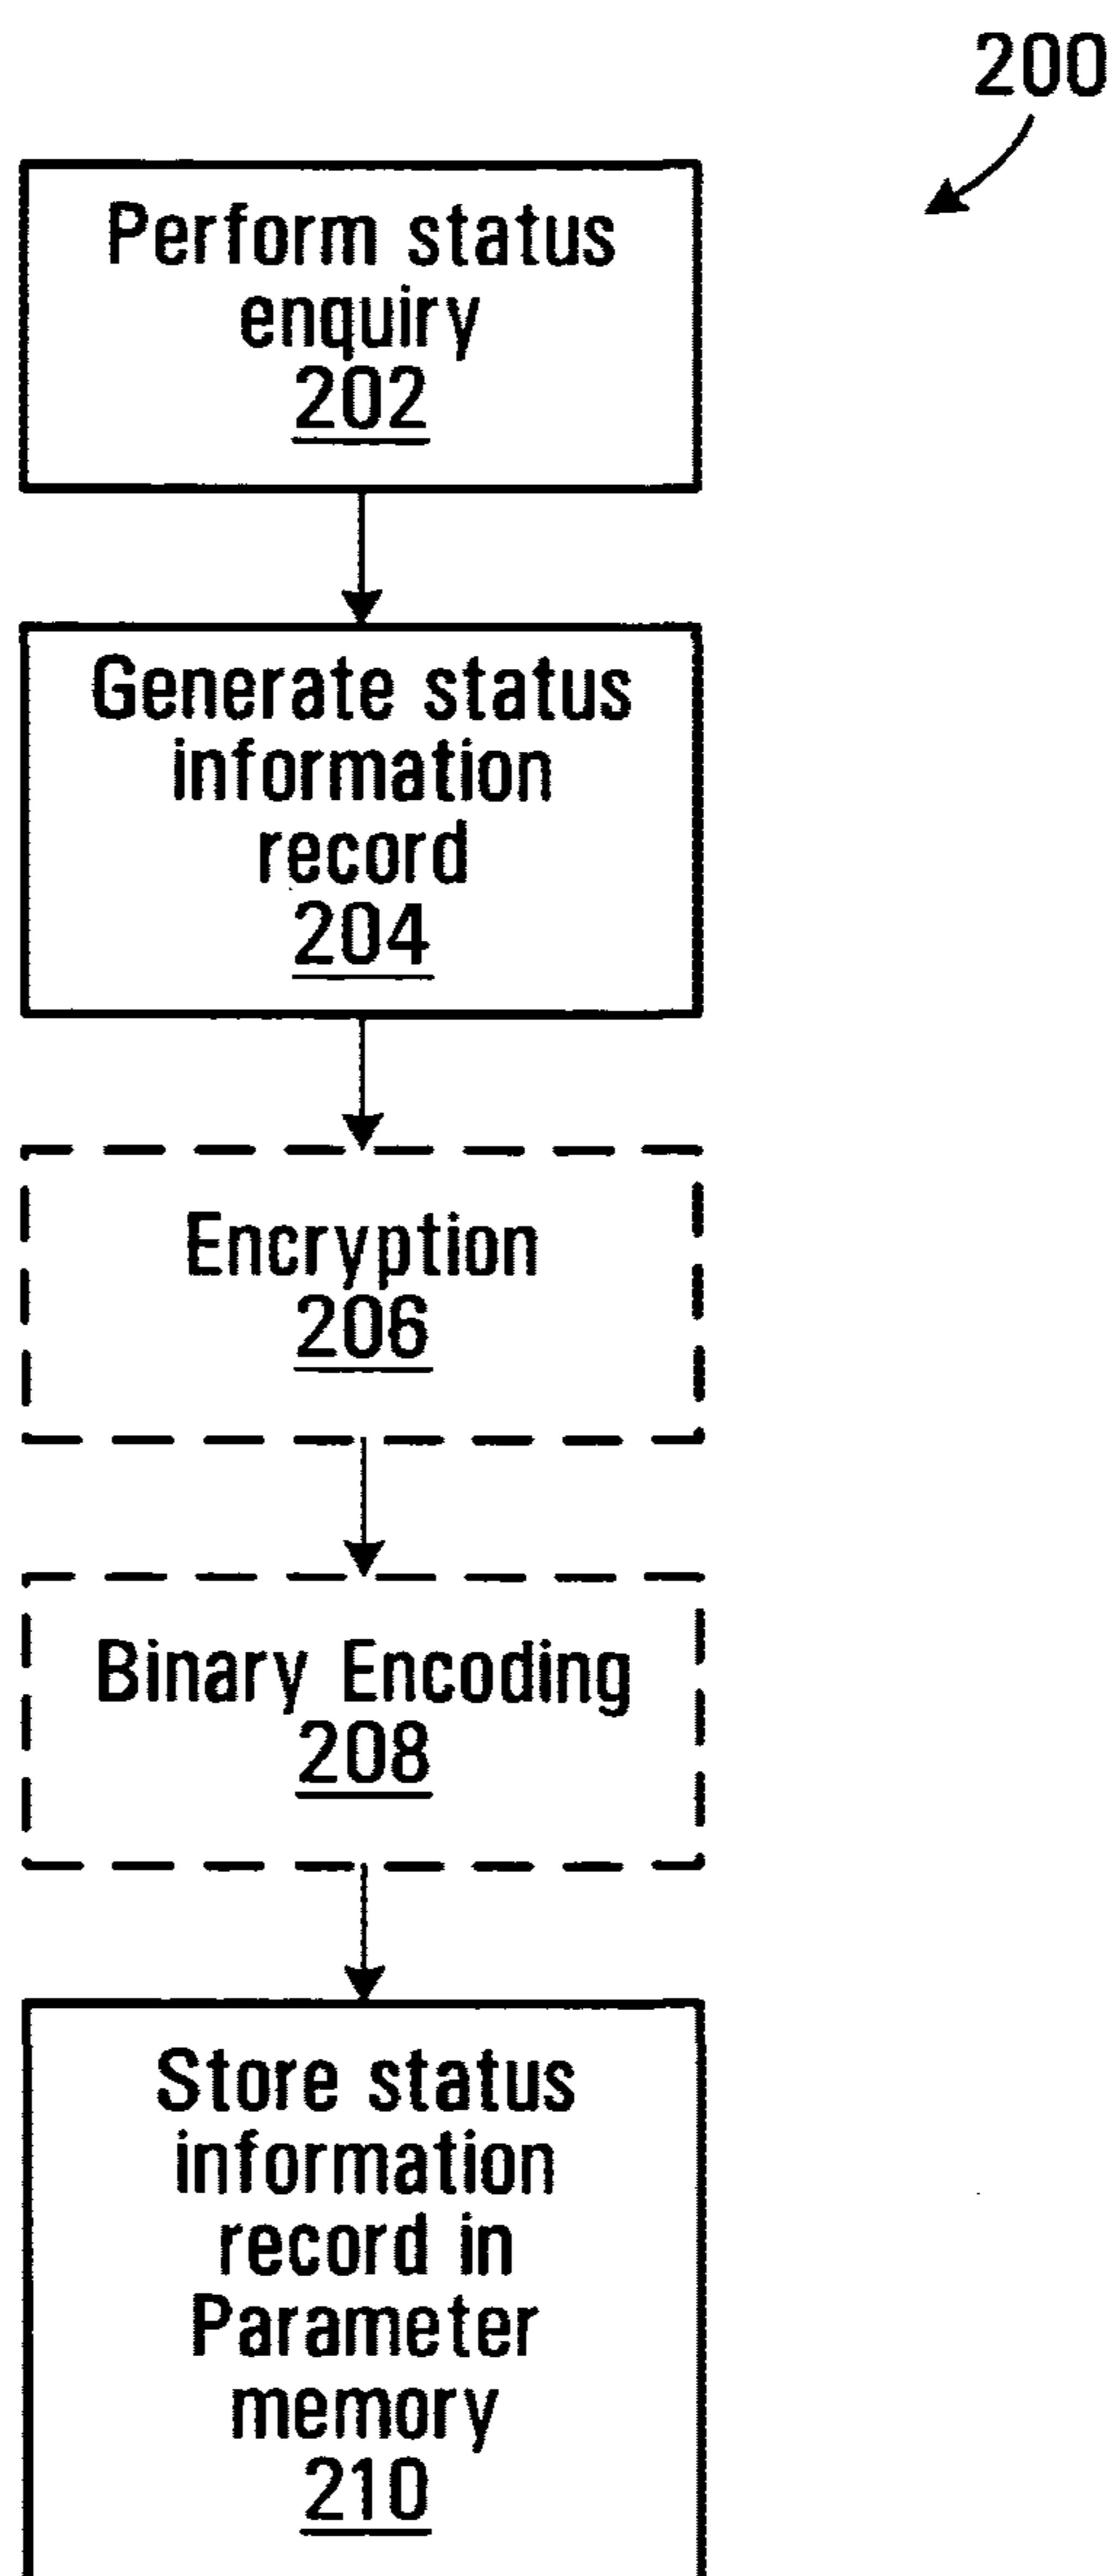 200
Perform status
enquiry
202
Generate status
information
record
204
Encryption
206
Binary Encoding
208
Store status
information
record in
Parameter
memory
210